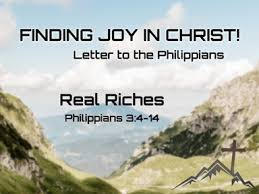 FINDING JOY IN CHRIST!
Letter to the Philippians
Real Riches
Philippians 3:4-14